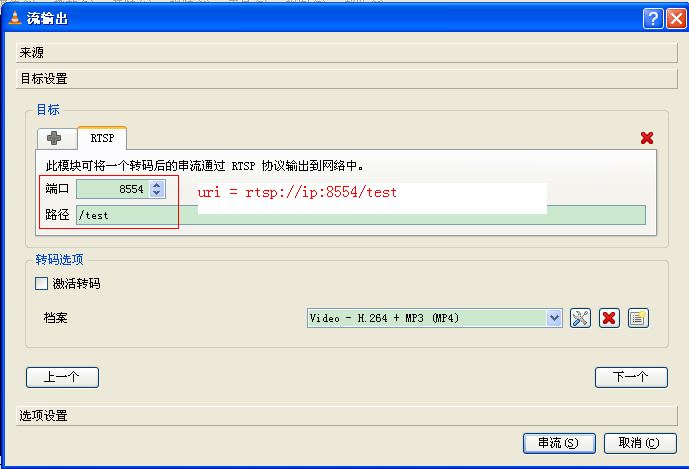 流输出
来源
目标设置
目标
RTSP
此模块可将一个转码后的串流通过 RTSP 协议输出到网络中。
端口 8554
uri = rtsp://ip:8554/test
路径 /test
转码选项
激活转码
档案 Video - H.264 + MP3 (MP4)
上一个 下一个
选项设置
串流(S) 取消(C)